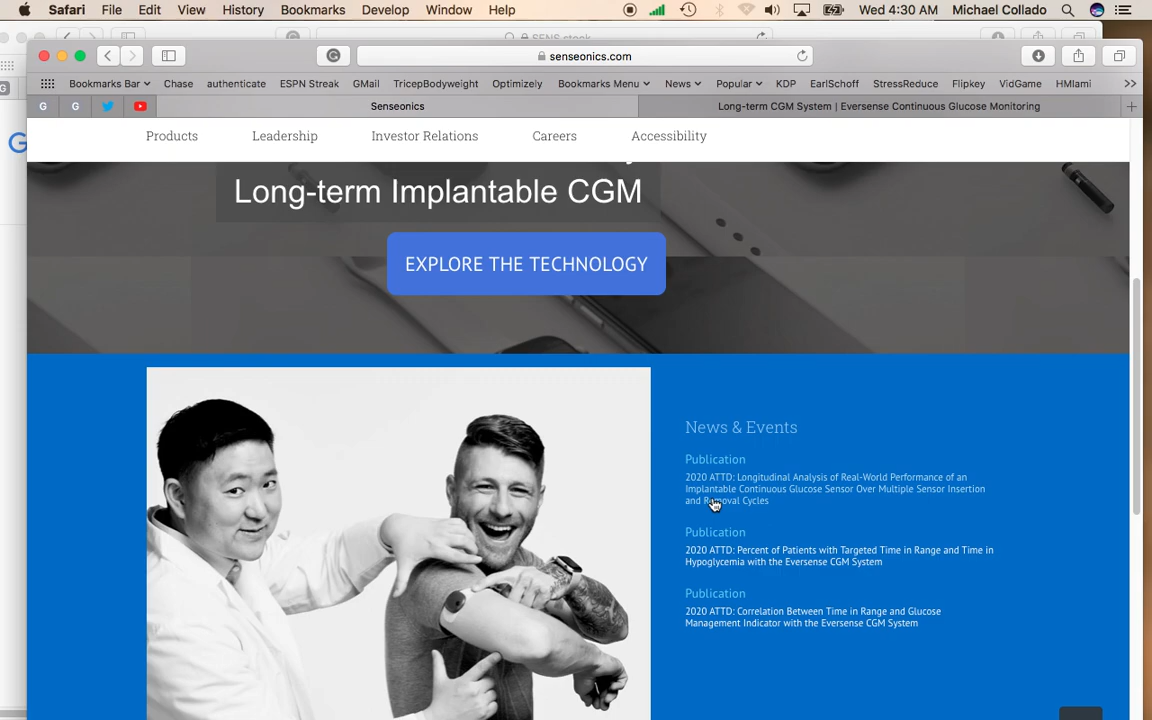 Safari File Edit View History Bookmarks Develop Window Help Wed 4:30 AM Michael Collado
SENS stock
senseonics.com
Bookmarks Bar Chase authenticate ESPN Streak GMail TricepBodyweight Optimizely Bookmarks Menu News Popular KDP EarlSchoff StressReduce Flipkey VidGame HMIami
G G Senseonics Long-term CGM System | Eversense Continuous Glucose Monitoring
Products Leadership Investor Relations Careers Accessibility
Long-term Implantable CGM
EXPLORE THE TECHNOLOGY
News & Events
Publication
2020 ATTD: Longitudinal Analysis of Real-World Performance of an
Implantable Continuous Glucose Sensor Over Multiple Sensor Insertion
and Removal Cycles
Publication
2020 ATTD: Percent of Patients with Targeted Time in Range and Time in
Hypoglycemia with the Eversense CGM System
Publication
2020 ATTD: Correlation Between Time in Range and Glucose
Management Indicator with the Eversense CGM System